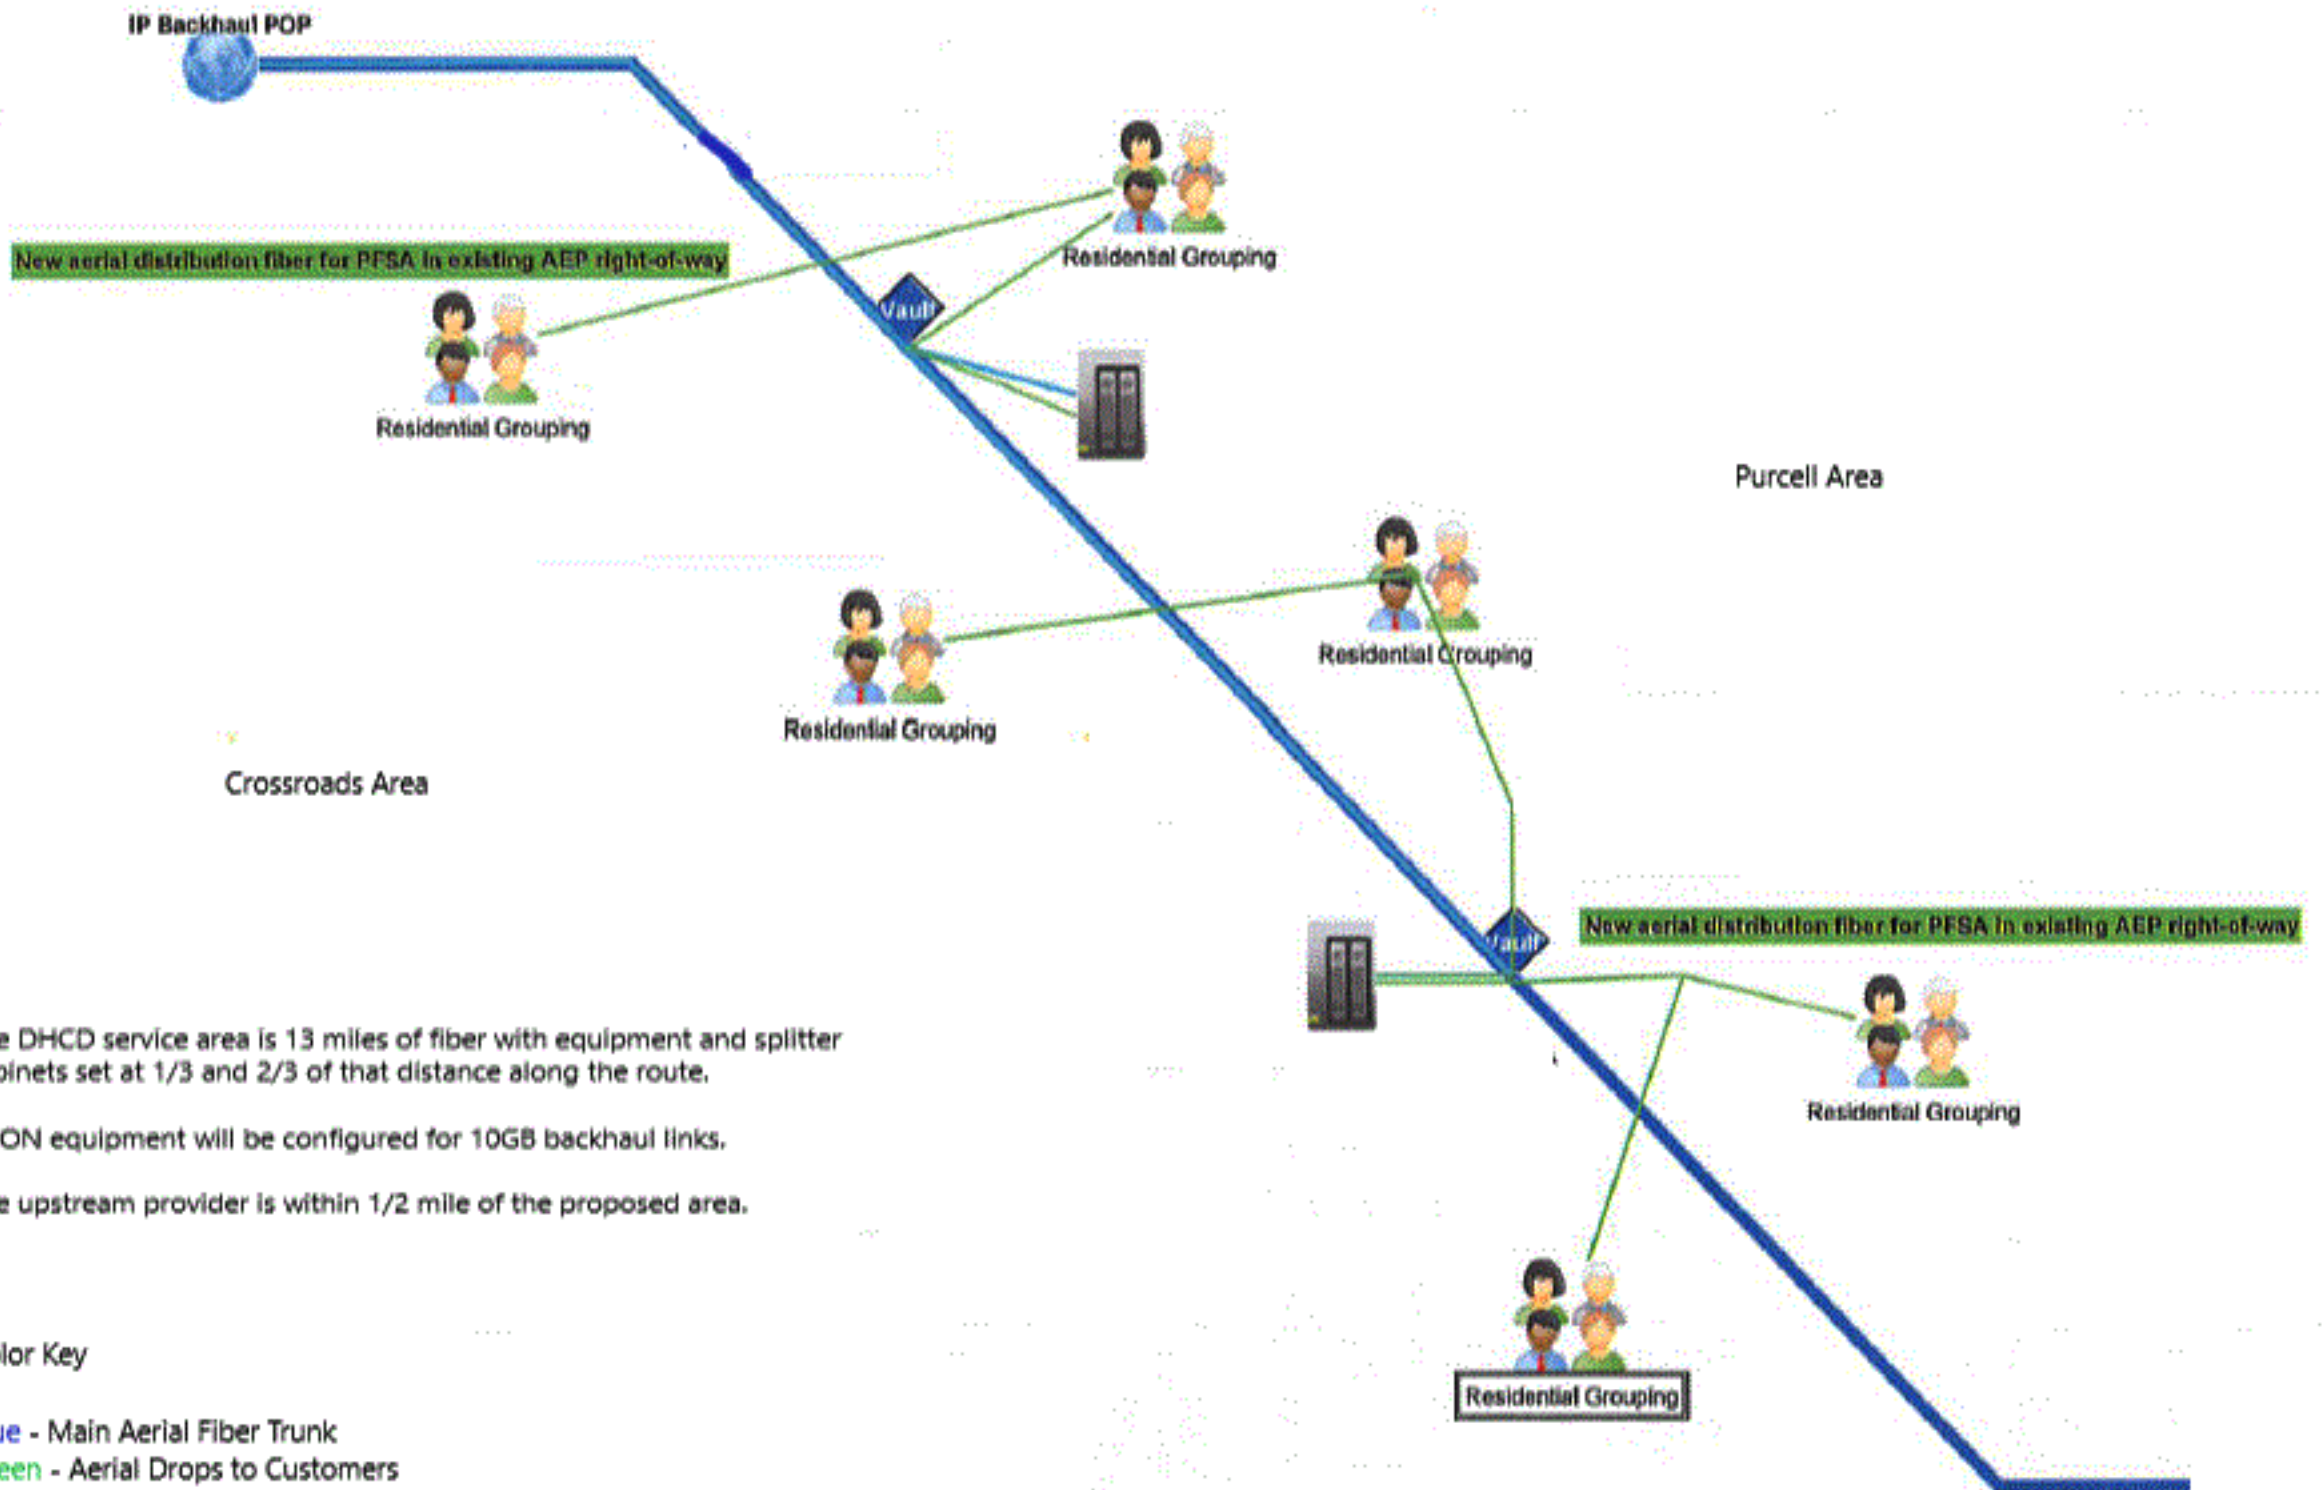 IP Backhaul POP
New aerial distribution fiber for PFSA in existing AEP right-of-way
Residential Grouping
Vault
Residential Grouping
Purcell Area
Residential Grouping
Residential Grouping
Crossroads Area
Vault
New aerial distribution fiber for PFSA in existing AEP right-of-way
e DHCD service area is 13 miles of fiber with equipment and splitter
binets set at 1/3 and 2/3 of that distance along the route.
Residential Grouping
ON equipment will be configured for 10GB backhaul links.
e upstream provider is within 1/2 mile of the proposed area.
lor Key
Residential Grouping
ue - Main Aerial Fiber Trunk
een - Aerial Drops to Customers